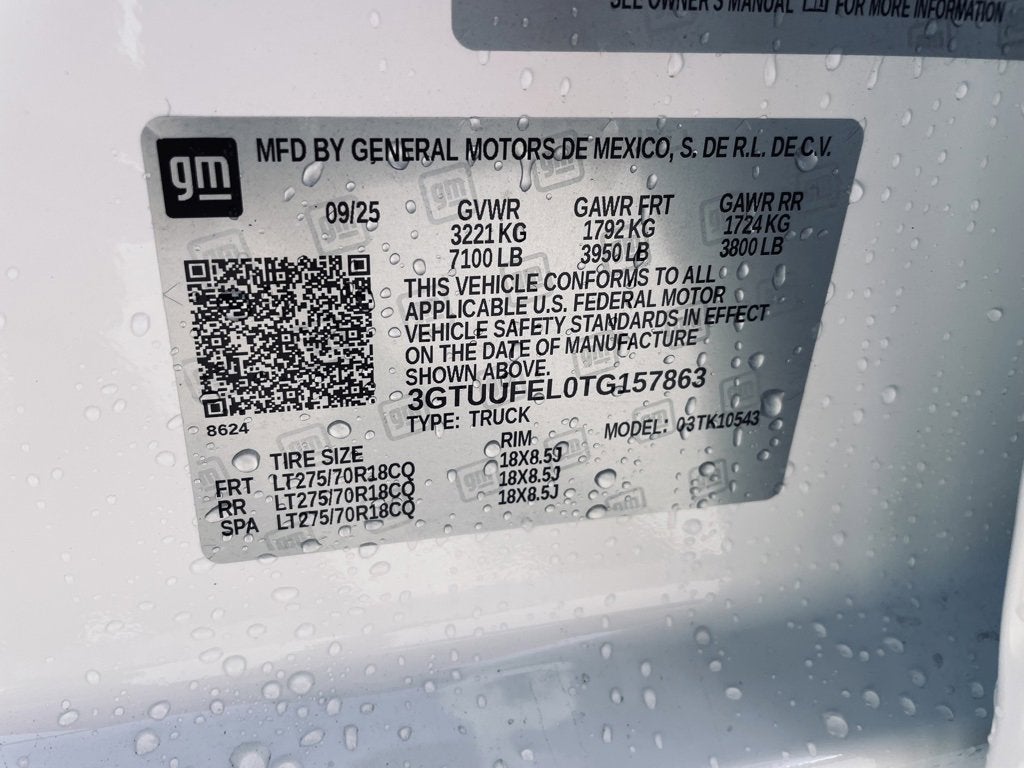 SEE OWNER'S MANUAL FOR MORE INFORMATION
gm MFD BY GENERAL MOTORS DE MEXICO, S. DE R.L. DE C.V.
09/25 GVWR GAWR FRT GAWR RR
3221 KG 1792 KG 1724 KG
7100 LB 3950 LB 3800 LB
THIS VEHICLE CONFORMS TO ALL
APPLICABLE U.S. FEDERAL MOTOR
VEHICLE SAFETY STANDARDS IN EFFECT
ON THE DATE OF MANUFACTURE
SHOWN ABOVE.
3GTUUFEL0TG157863
8624 TYPE: TRUCK MODEL: 03TK10543
TIRE SIZE RIM
FRT LT275/70R18CQ 18X8.5J
RR LT275/70R18CQ 18X8.5J
SPA LT275/70R18CQ 18X8.5J